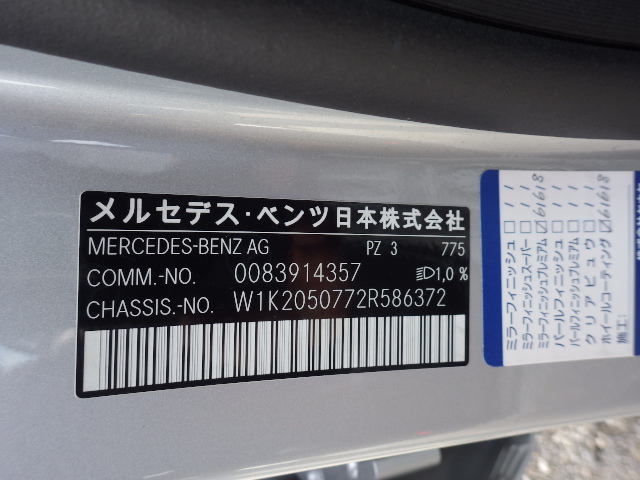 メルセデス・ベンツ日本株式会社
MERCEDES-BENZ AG PZ 3 775
COMM.-NO. 0083914357 1,0 %
CHASSIS.-NO. W1K2050772R586372
ミラーフィニッシュ
ミラーフィニッシュスーパー
ミラーフィニッシュプレミアム 61618
パールフィニッシュ
パールフィニッシュプレミアム
クリアビュウ
ホイールコーティング 61618
施工: